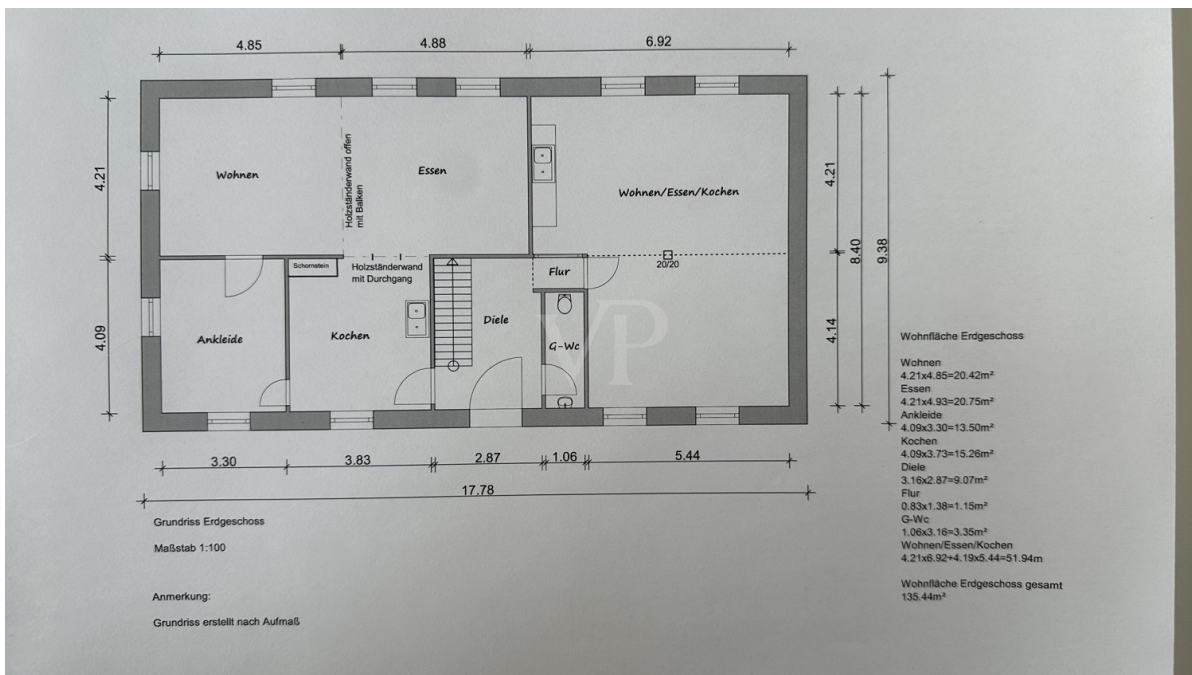 4.85
4.88
6.92
4.21
4.09
Wohnen
Holzständerwand offen
mit Balken
Essen
Wohnen/Essen/Kochen
20/20
Schornstein
Holzständerwand
mit Durchgang
Flur
Ankleide
Kochen
Diele
G-Wc
VP
4.21
4.14
8.40
9.38
3.30
3.83
2.87
1.06
5.44
17.78
Grundriss Erdgeschoss
Maßstab 1:100
Anmerkung:
Grundriss erstellt nach Aufmaß
Wohnfläche Erdgeschoss
Wohnen
4.21x4.85=20.42m²
Essen
4.21x4.93=20.75m²
Ankleide
4.09x3.30=13.50m²
Kochen
4.09x3.73=15.26m²
Diele
3.16x2.87=9.07m²
Flur
0.83x1.38=1.15m²
G-Wc
1.06x3.16=3.35m²
Wohnen/Essen/Kochen
4.21x6.92+4.19x5.44=51.94m
Wohnfläche Erdgeschoss gesamt
135.44m²